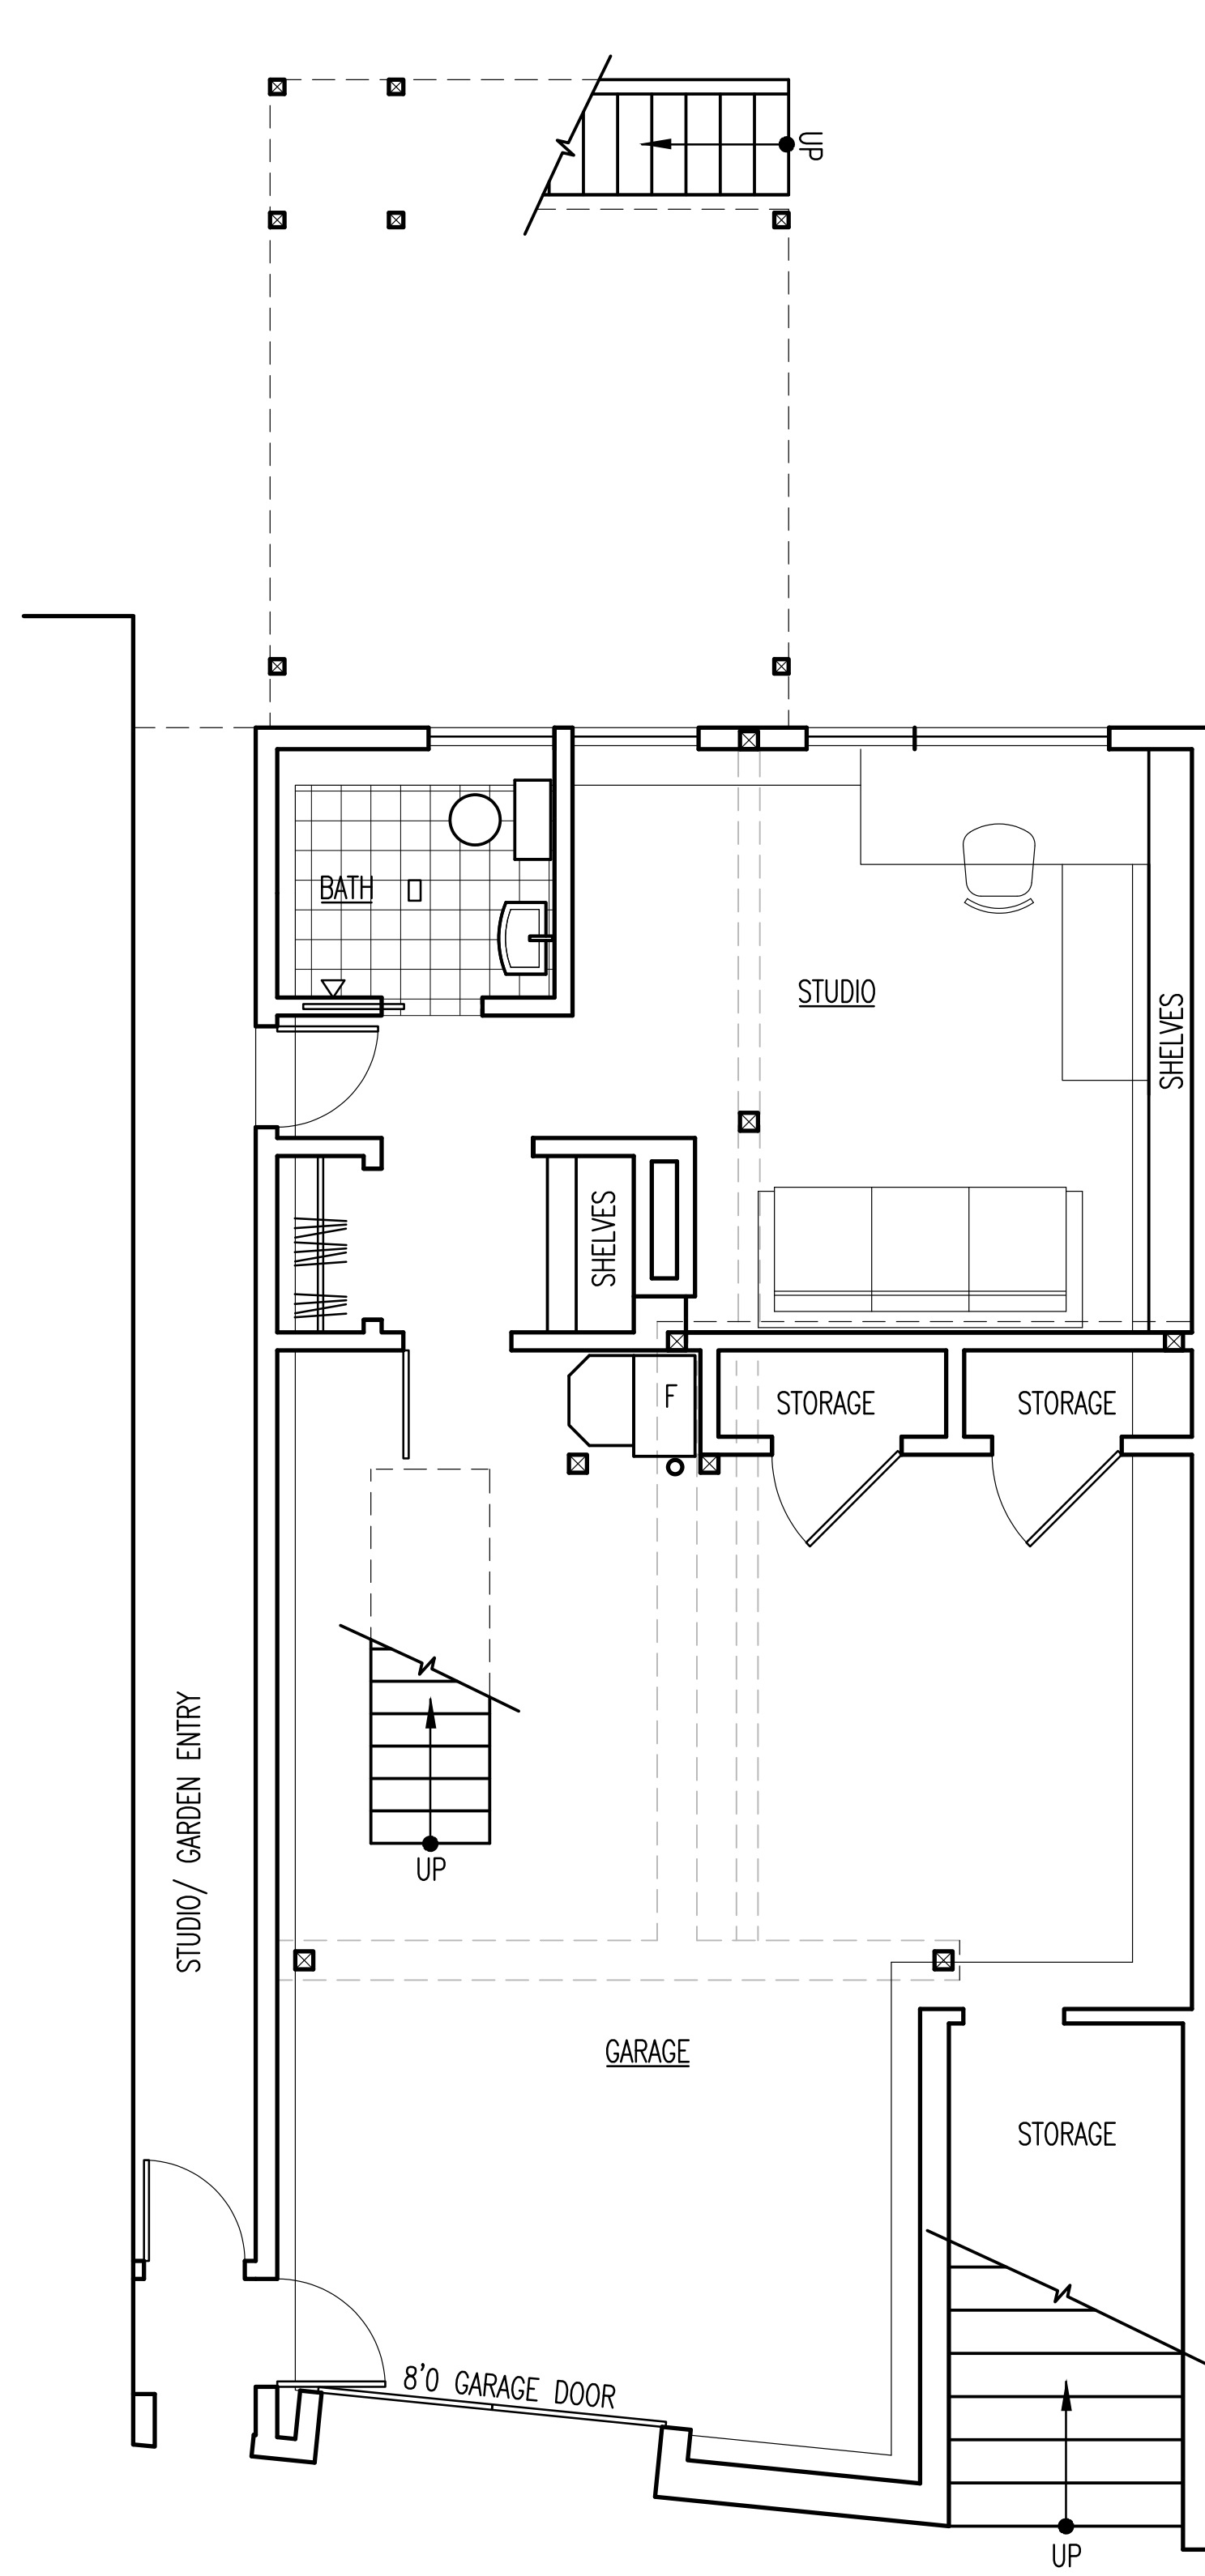 UP
BATH
STUDIO
SHELVES
SHELVES
F
STORAGE
STORAGE
STUDIO/ GARDEN ENTRY
UP
GARAGE
STORAGE
8'0 GARAGE DOOR
UP